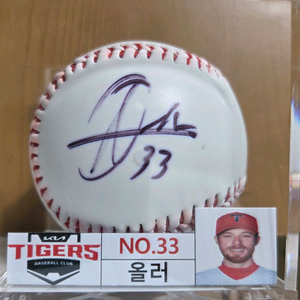 33
KIA
TIGERS
BASEBALL CLUB
NO.33
올러